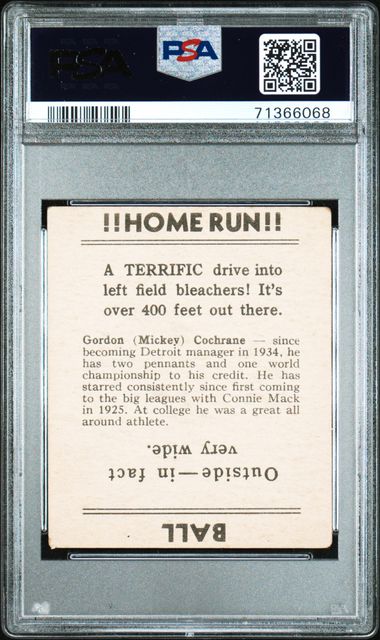 PSA
PSA
71366068
!!HOME RUN!!
A TERRIFIC drive into
left field bleachers! It's
over 400 feet out there.
Gordon (Mickey) Cochrane — since
becoming Detroit manager in 1934, he
has two pennants and one world
championship to his credit. He has
starred consistently since first coming
to the big leagues with Connie Mack
in 1925. At college he was a great all
around athlete.
Outside—in fact
very wide.
BALL